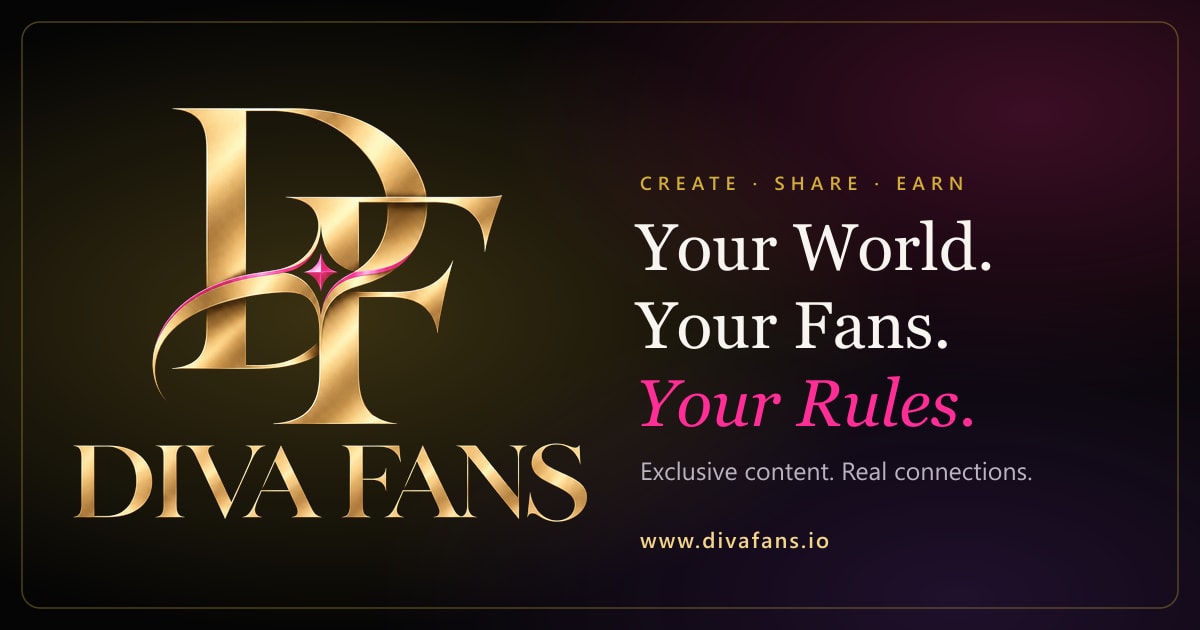 DF
DIVA FANS
CREATE · SHARE · EARN
Your World.
Your Fans.
Your Rules.
Exclusive content. Real connections.
www.divafans.io